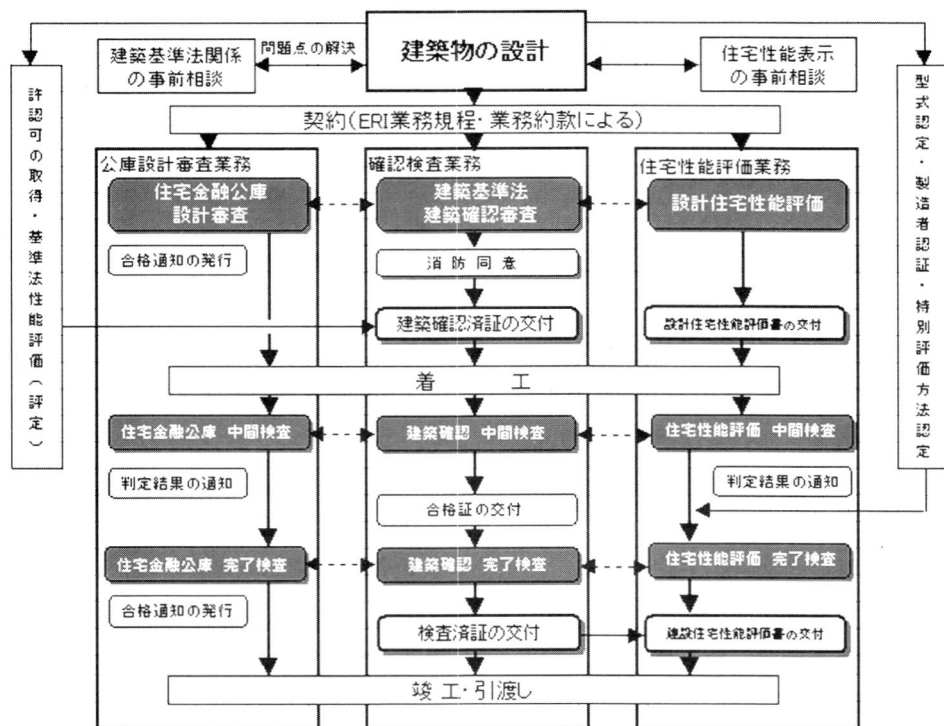 建築物の設計
建築基準法関係
の事前相談
問題点の解決
住宅性能表示
の事前相談
許認可の取得・基準法性能評価(評定)
型式認定・製造者認証・特別評価方法認定
契約(ERI業務規程・業務約款による)
公庫設計審査業務
確認検査業務
住宅性能評価業務
住宅金融公庫
設計審査
建築基準法
建築確認審査
設計住宅性能評価
合格通知の発行
消防同意
建築確認済証の交付
設計住宅性能評価書の交付
着 工
住宅金融公庫 中間検査
建築確認 中間検査
住宅性能評価 中間検査
判定結果の通知
合格証の交付
判定結果の通知
住宅金融公庫 完了検査
建築確認 完了検査
住宅性能評価 完了検査
合格通知の発行
検査済証の交付
建設住宅性能評価書の交付
竣工・引渡し